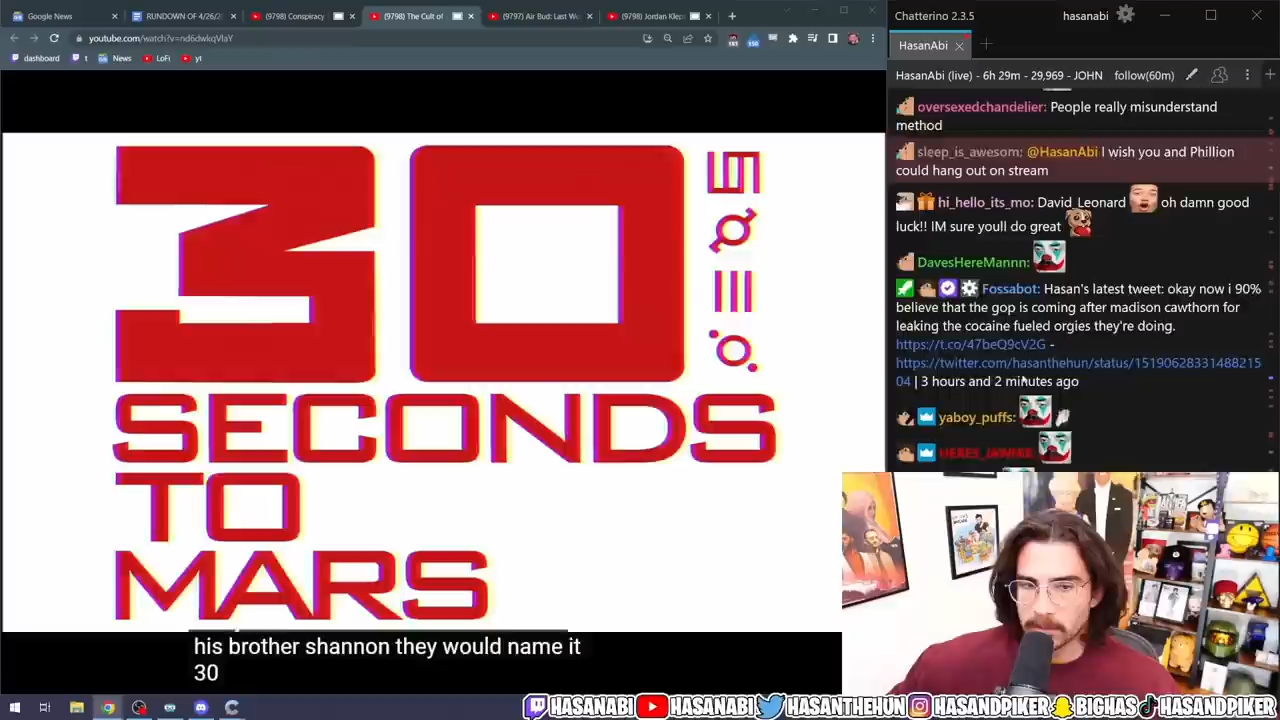 Google News
RUNDOWN OF 4/26/2
(9798) Conspiracy
(9798) The Cult of
(9797) Air Bud: Last W
(9798) Jordan Klep
youtube.com/watch?v=nd6dwkqVlaY
dashboard
t
News
LoFi
yt
30
SECONDS
TO
MARS
his brother shannon they would name it
30
Chatterino 2.3.5
hasanabi
HasanAbi
HasanAbi (live) - 6h 29m - 29,969 - JOHN
follow(60m)
oversexedchandelier: People really misunderstand
method
sleep_is_awesom: @HasanAbi I wish you and Phillion
could hang out on stream
hi_hello_its_mo: David_Leonard oh damn good
luck!! IM sure youll do great
DavesHereMannn:
Fossabot: Hasan's latest tweet: okay now i 90%
believe that the gop is coming after madison cawthorn for
leaking the cocaine fueled orgies they're doing.
https://t.co/47beQ9cV2G -
https://twitter.com/hasanthehun/status/15190628331488215
04 | 3 hours and 2 minutes ago
yaboy_puffs:
HASANABI
HASANABI
HASANTHEHUN
HASANDPIKER
BIGHAS
HASANDPIKER